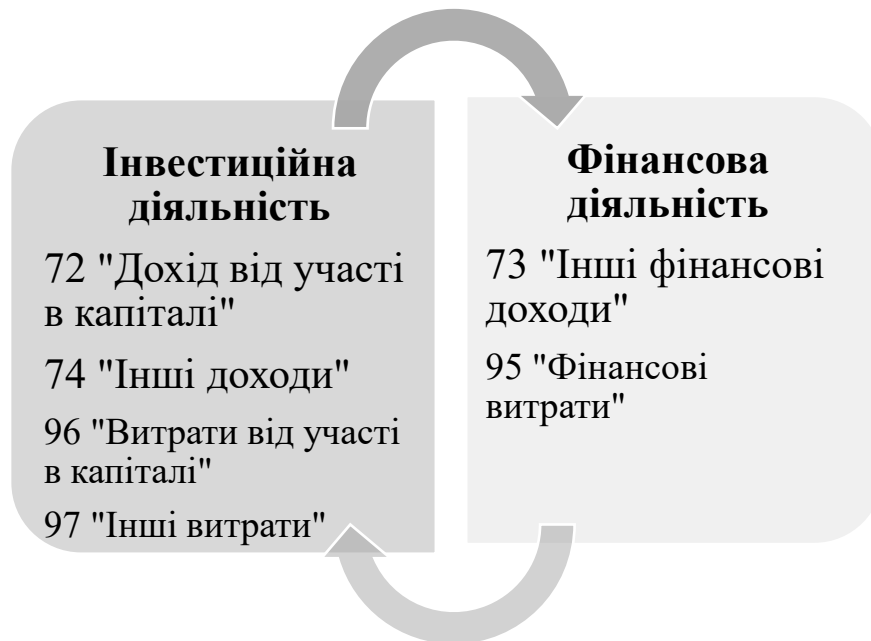 Інвестиційна
діяльність
72 "Дохід від участі
в капіталі"
74 "Інші доходи"
96 "Витрати від участі
в капіталі"
97 "Інші витрати"
Фінансова
діяльність
73 "Інші фінансові
доходи"
95 "Фінансові
витрати"